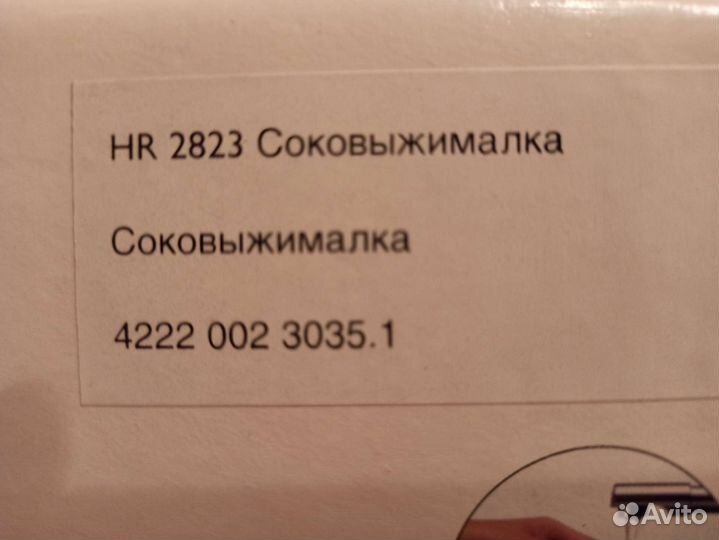 HR 2823 Соковыжималка
Соковыжималка
4222 002 3035.1
Avito